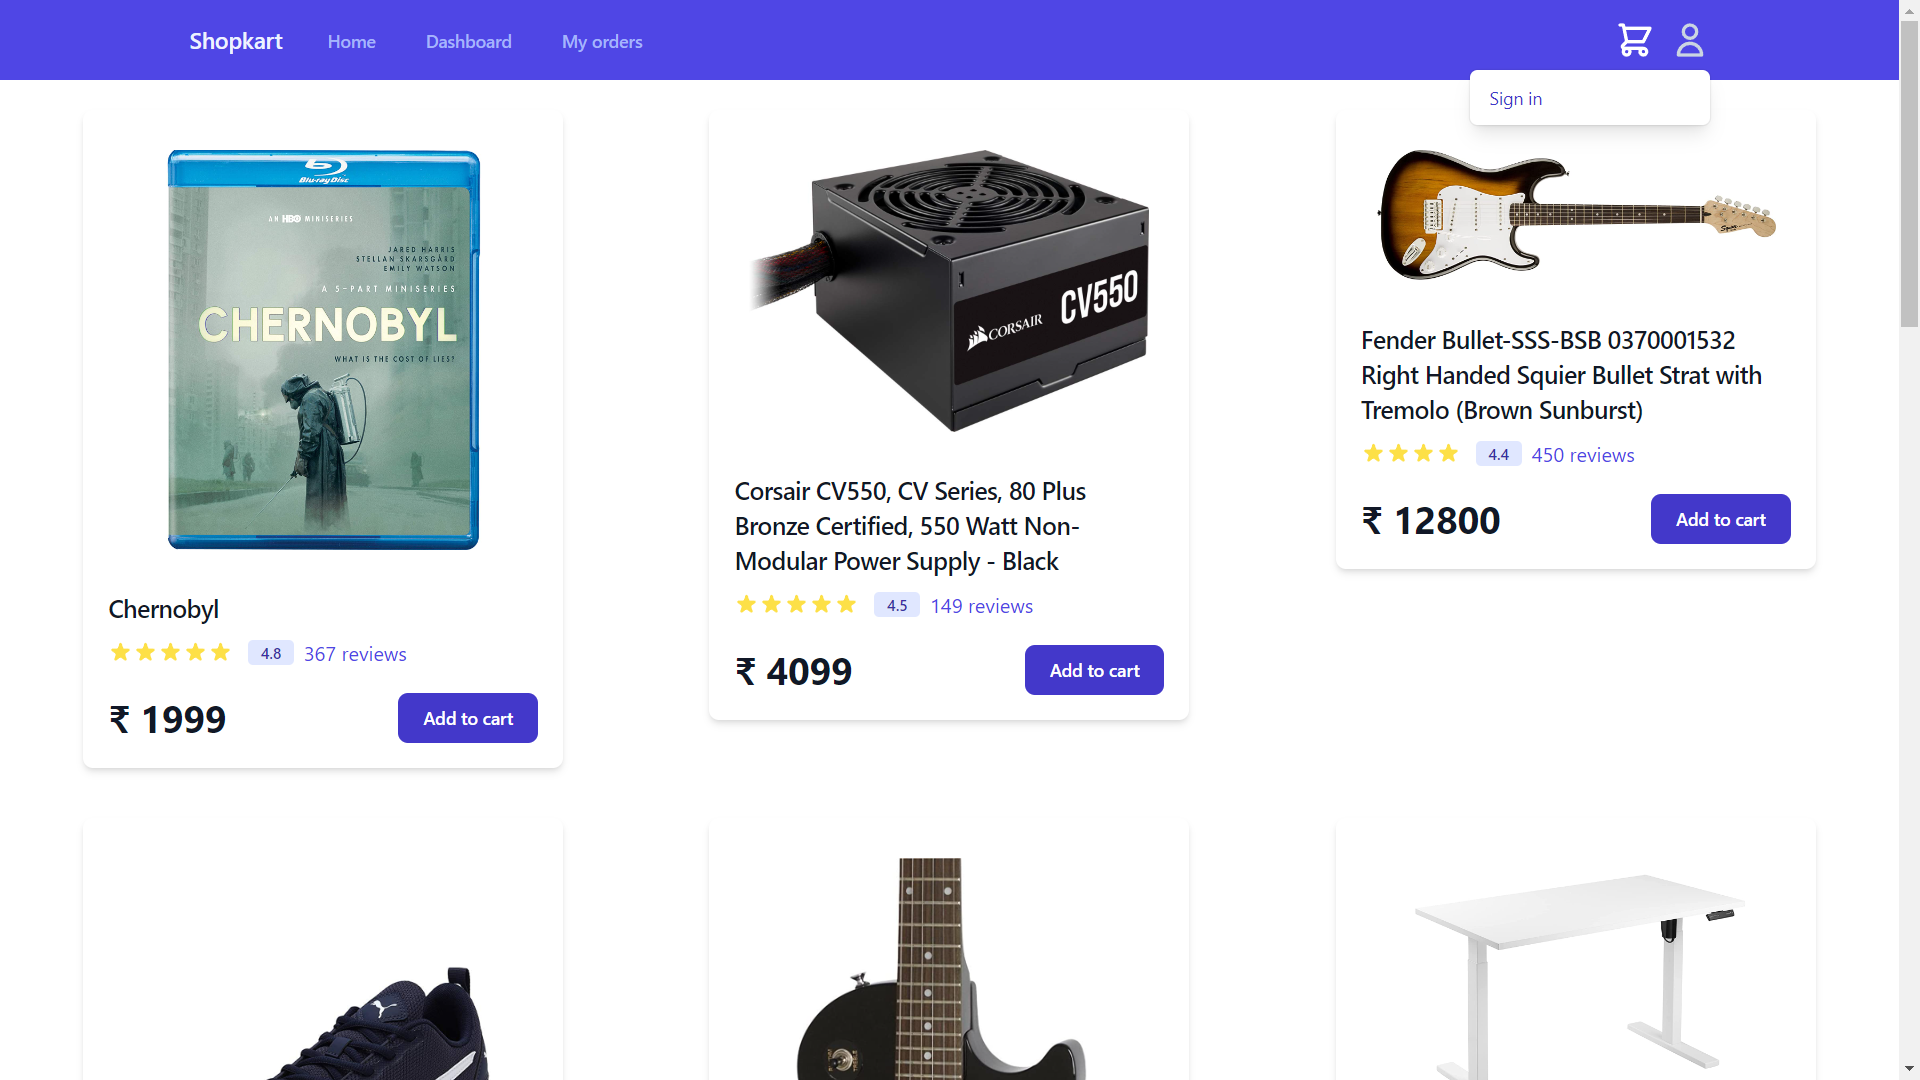 Shopkart
Home
Dashboard
My orders
Sign in
Blu-ray Disc
AN HBO MINISERIES
JARED HARRIS
STELLAN SKARSGÅRD
EMILY WATSON
A 5-PART MINISERIES
CHERNOBYL
WHAT IS THE COST OF LIES?
Chernobyl
4.8
367 reviews
₹ 1999
Add to cart
CORSAIR
CV550
Corsair CV550, CV Series, 80 Plus
Bronze Certified, 550 Watt Non-
Modular Power Supply - Black
4.5
149 reviews
₹ 4099
Add to cart
Squier
Fender Bullet-SSS-BSB 0370001532
Right Handed Squier Bullet Strat with
Tremolo (Brown Sunburst)
4.4
450 reviews
₹ 12800
Add to cart